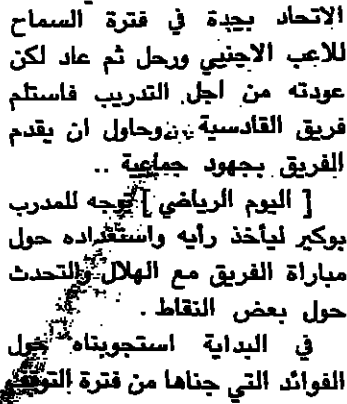 الاتحاد بجدة في فترة السماح
للاعب الاجنبي ورحل ثم عاد لكن
عودته من اجل التدريب فاستلم
فريق القادسية وحاول ان يقدم
الفريق بجهود جماعية ..
[ اليوم الرياضي ] توجه للمدرب
بوكير ليأخذ رأيه واستعداده حول
مباراة الفريق مع الهلال والتحدث
حول بعض النقاط .
في البداية استجوبناه حول
الفوائد التي جناها من فترة